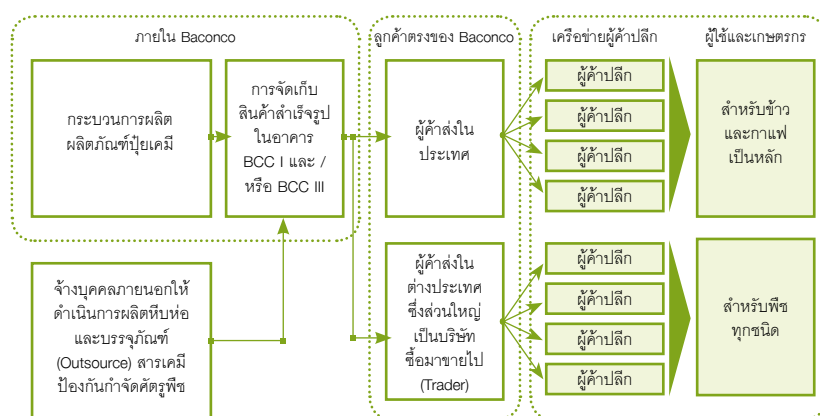 ภายใน Baconco
ลูกค้าตรงของ Baconco
เครือข่ายผู้ค้าปลีก
ผู้ใช้และเกษตรกร
กระบวนการผลิต
ผลิตภัณฑ์ปุ๋ยเคมี
การจัดเก็บ
สินค้าสำเร็จรูป
ในอาคาร
BCC I และ /
หรือ BCC III
ผู้ค้าส่งใน
ประเทศ
ผู้ค้าปลีก
ผู้ค้าปลีก
ผู้ค้าปลีก
ผู้ค้าปลีก
สำหรับข้าว
และกาแฟ
เป็นหลัก
จ้างบุคคลภายนอกให้
ดำเนินการผลิตหีบห่อ
และบรรจุภัณฑ์
(Outsource) สารเคมี
ป้องกันกำจัดศัตรูพืช
ผู้ค้าส่งใน
ต่างประเทศ
ซึ่งส่วนใหญ่
เป็นบริษัท
ซื้อมาขายไป
(Trader)
ผู้ค้าปลีก
ผู้ค้าปลีก
ผู้ค้าปลีก
ผู้ค้าปลีก
สำหรับพืช
ทุกชนิด